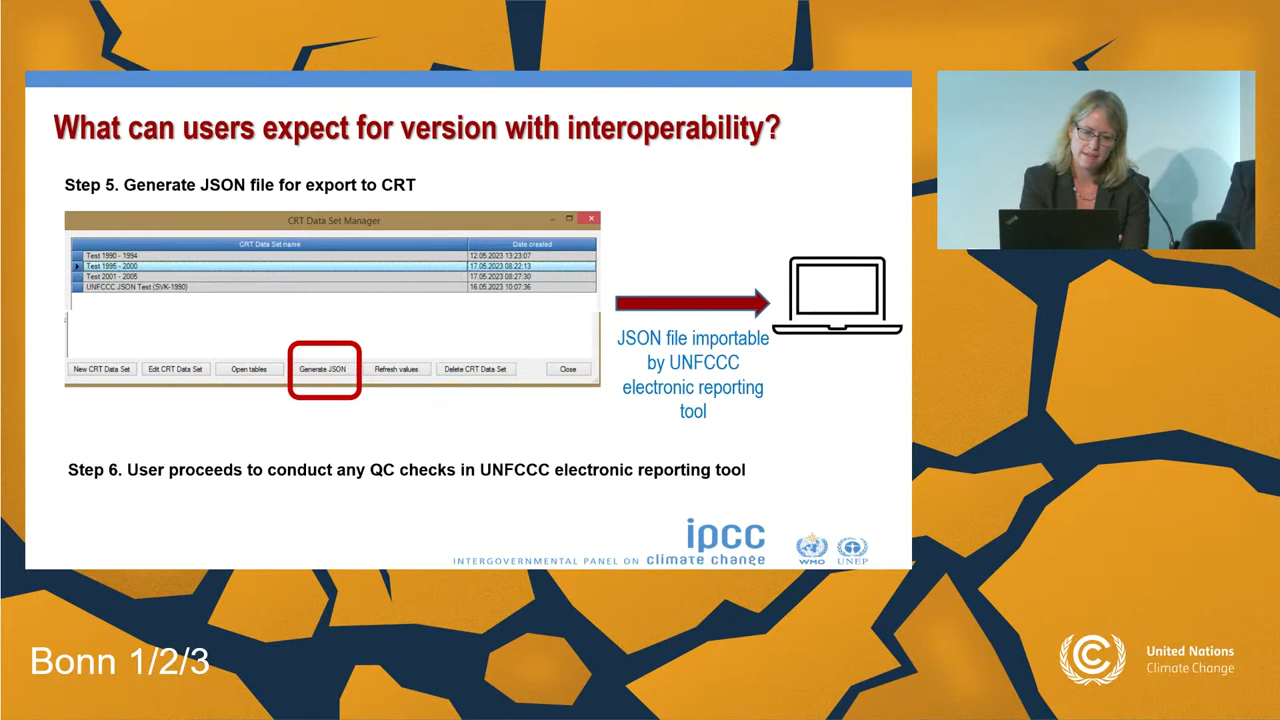 What can users expect for version with interoperability?
Step 5. Generate JSON file for export to CRT
CRT Data Set Manager
CRT Data Set name Date created
Test 1990 - 1994 12.05.2023 13:23:07
Test 1995 - 2000 17.05.2023 08:22:13
Test 2001 - 2005 17.05.2023 08:27:30
UNFCCC JSON Test (SVK-1990) 16.05.2023 10:07:36
New CRT Data Set Edit CRT Data Set Open tables Generate JSON Refresh values Delete CRT Data Set Close
JSON file importable
by UNFCCC
electronic reporting
tool
Step 6. User proceeds to conduct any QC checks in UNFCCC electronic reporting tool
ipcc
INTERGOVERNMENTAL PANEL ON climate change
WMO UNEP
Bonn 1/2/3
United Nations
Climate Change